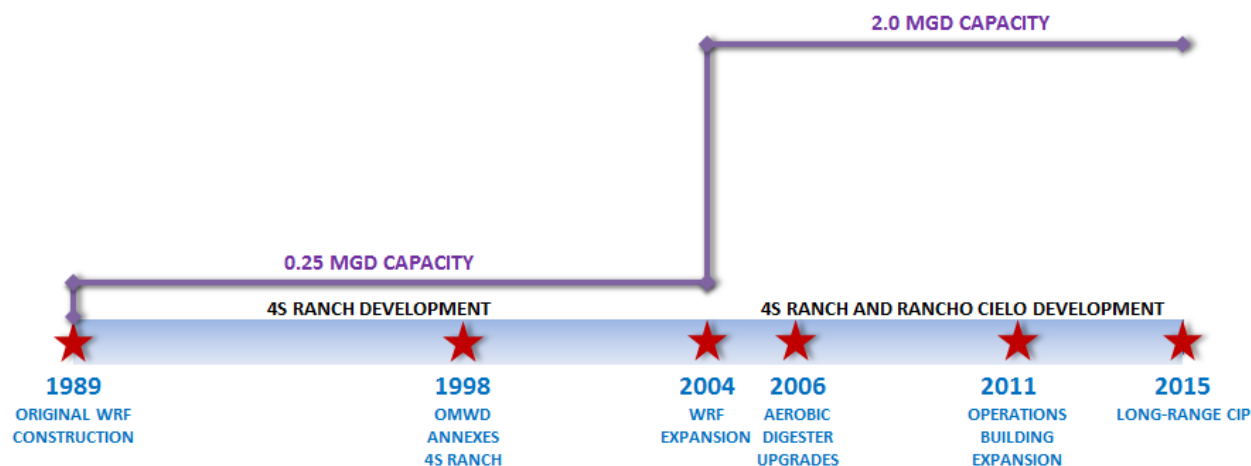 2.0 MGD CAPACITY
0.25 MGD CAPACITY
4S RANCH DEVELOPMENT
4S RANCH AND RANCHO CIELO DEVELOPMENT
1989
ORIGINAL WRF
CONSTRUCTION
1998
OMWD
ANNEXES
4S RANCH
2004
WRF
EXPANSION
2006
AEROBIC
DIGESTER
UPGRADES
2011
OPERATIONS
BUILDING
EXPANSION
2015
LONG-RANGE CIP